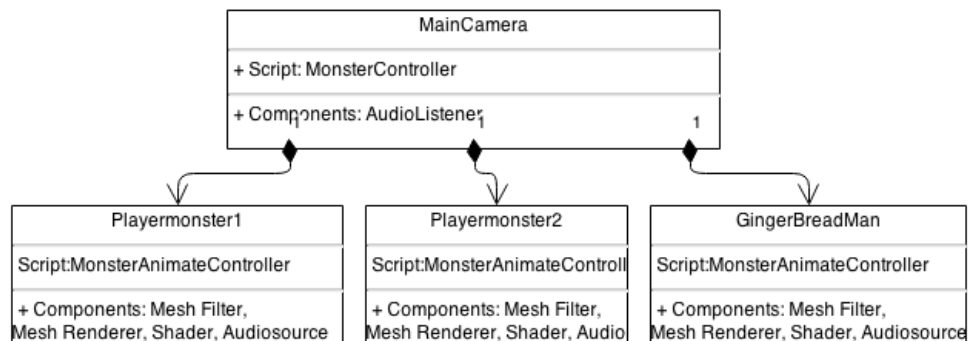 MainCamera
+ Script: MonsterController
+ Components: AudioListener
1 1 1
Playermonster1
Script:MonsterAnimateController
+ Components: Mesh Filter,
Mesh Renderer, Shader, Audiosource
Playermonster2
Script:MonsterAnimateControll
+ Components: Mesh Filter,
Mesh Renderer, Shader, Audio
GingerBreadMan
Script:MonsterAnimateController
+ Components: Mesh Filter,
Mesh Renderer, Shader, Audiosource